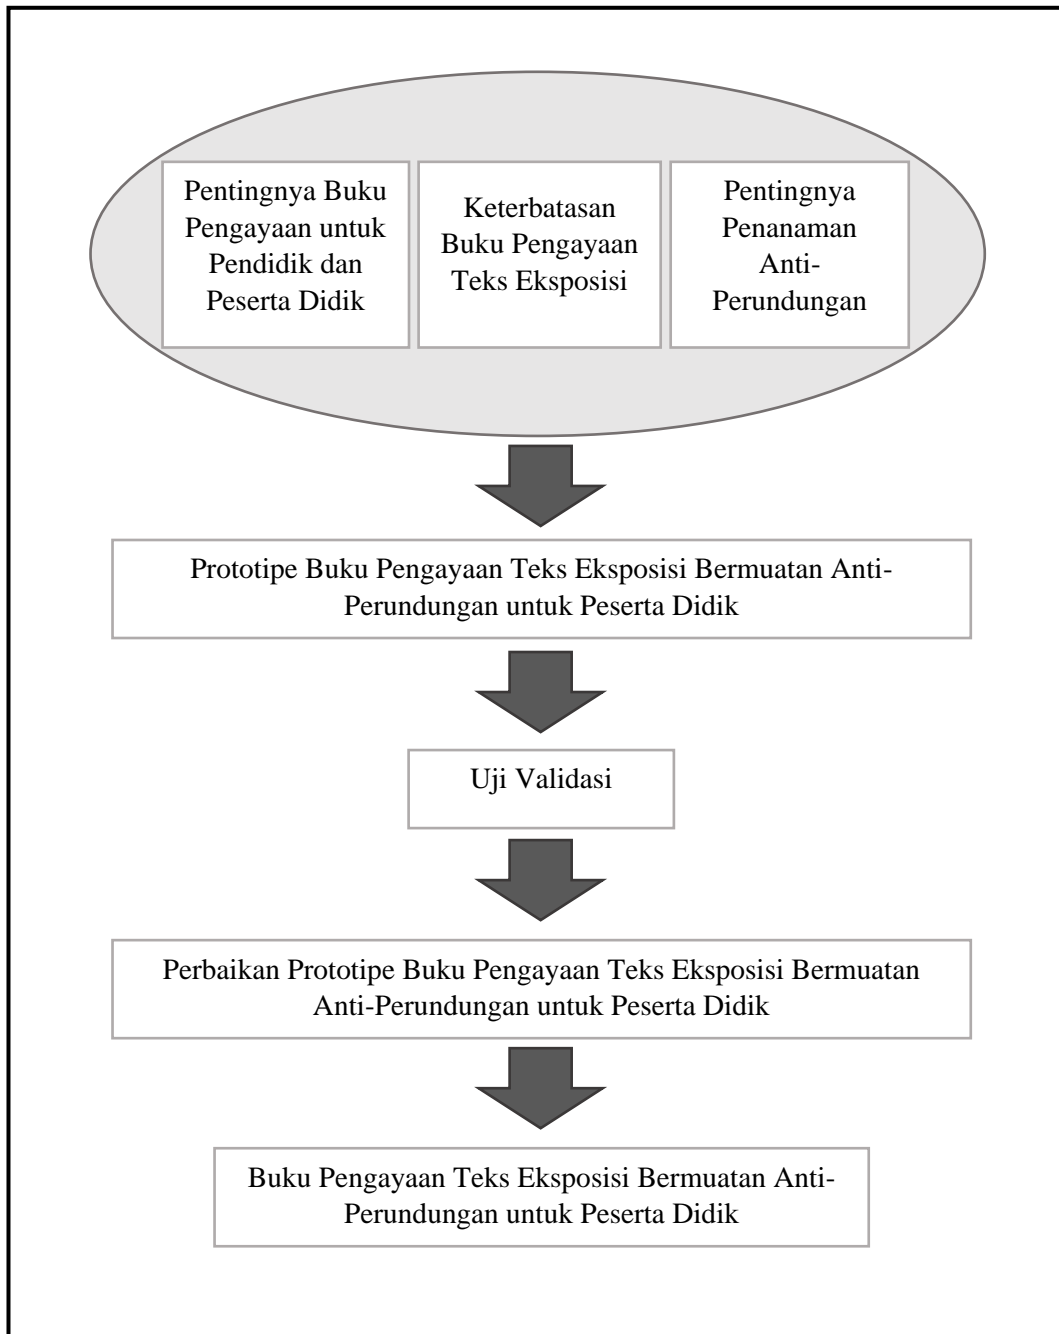 Pentingnya Buku
Pengayaan untuk
Pendidik dan
Peserta Didik
Keterbatasan
Buku Pengayaan
Teks Eksposisi
Pentingnya
Penanaman
Anti-
Perundungan
Prototipe Buku Pengayaan Teks Eksposisi Bermuatan Anti-
Perundungan untuk Peserta Didik
Uji Validasi
Perbaikan Prototipe Buku Pengayaan Teks Eksposisi Bermuatan
Anti-Perundungan untuk Peserta Didik
Buku Pengayaan Teks Eksposisi Bermuatan Anti-
Perundungan untuk Peserta Didik